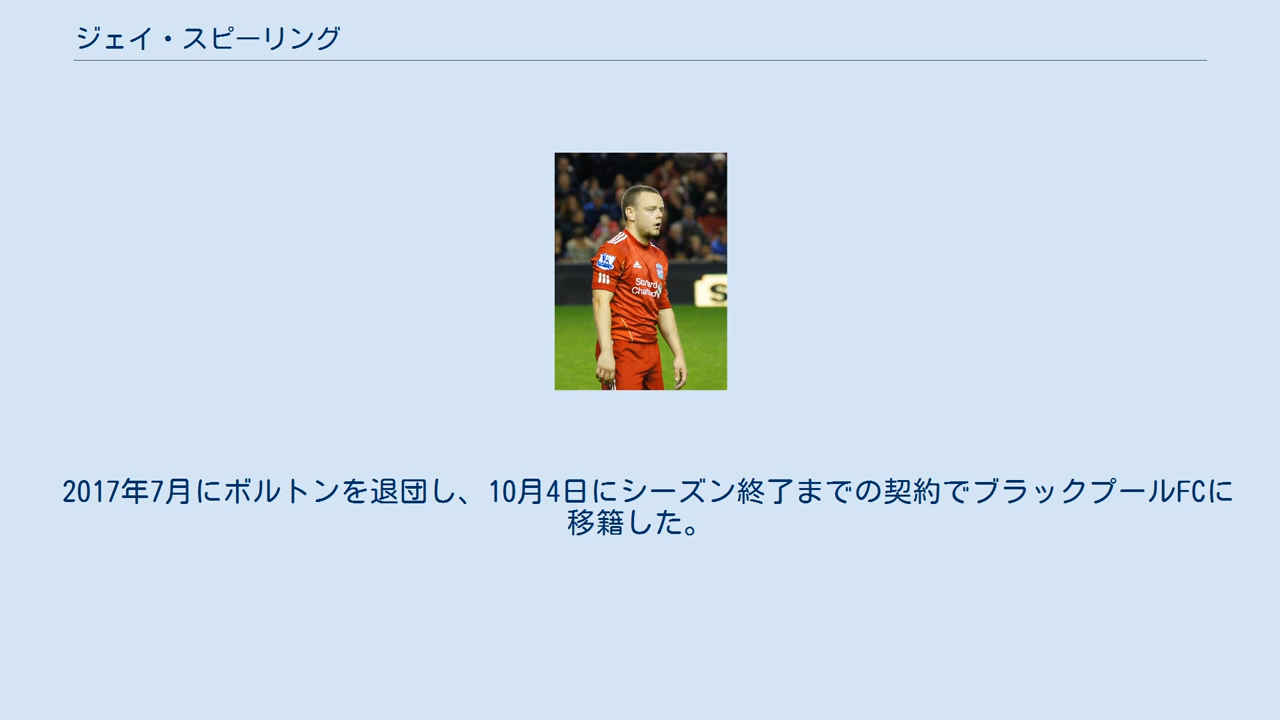 ジェイ・スピーリング
Standard
Chartered
S
2017年7月にボルトンを退団し、10月4日にシーズン終了までの契約でブラックプールFCに
移籍した。